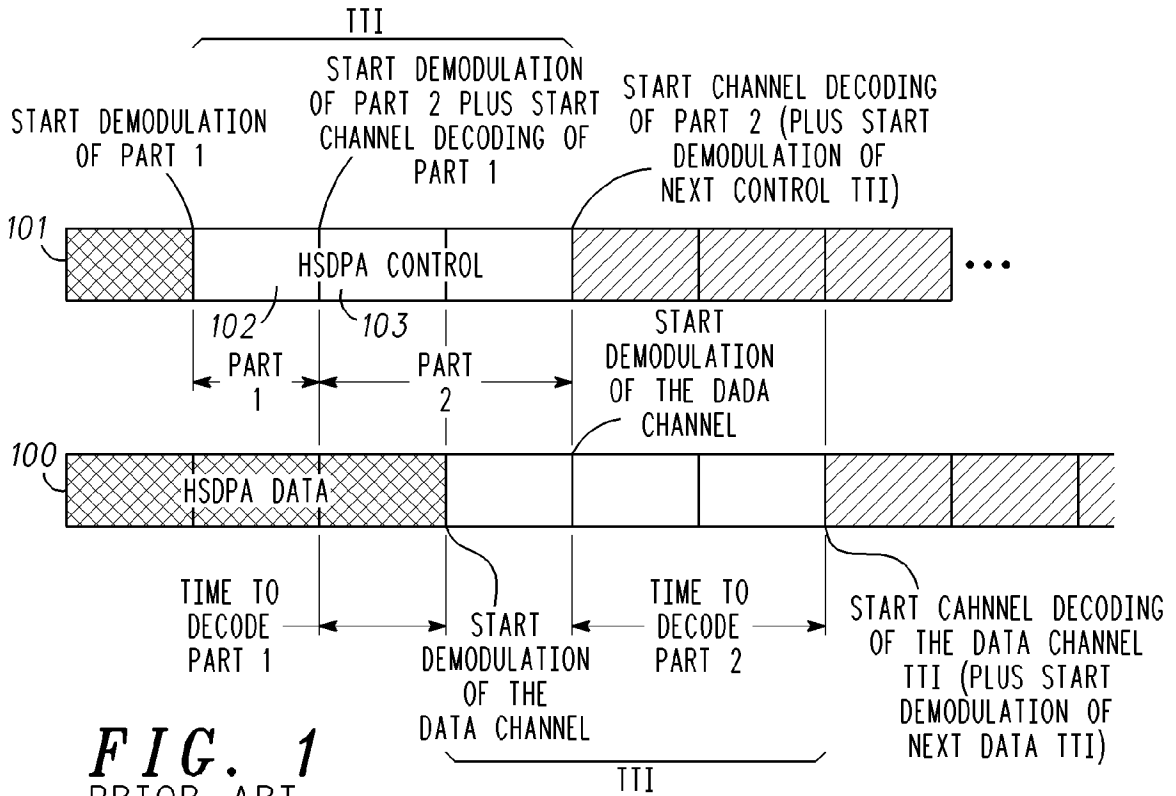 TTI
START DEMODULATION
OF PART 1
START DEMODULATION
OF PART 2 PLUS START
CHANNEL DECODING OF
PART 1
START CHANNEL DECODING
OF PART 2 (PLUS START
DEMODULATION OF
NEXT CONTROL TTI)
101
HSDPA CONTROL
102
103
PART
1
PART
2
START
DEMODULATION
OF THE DADA
CHANNEL
100
HSDPA DATA
TIME TO
DECODE
PART 1
START
DEMODULATION
OF THE
DATA CHANNEL
TIME TO
DECODE
PART 2
START CAHNNEL DECODING
OF THE DATA CHANNEL
TTI (PLUS START
DEMODULATION OF
NEXT DATA TTI)
TTI
FIG. 1
PRIOR ART